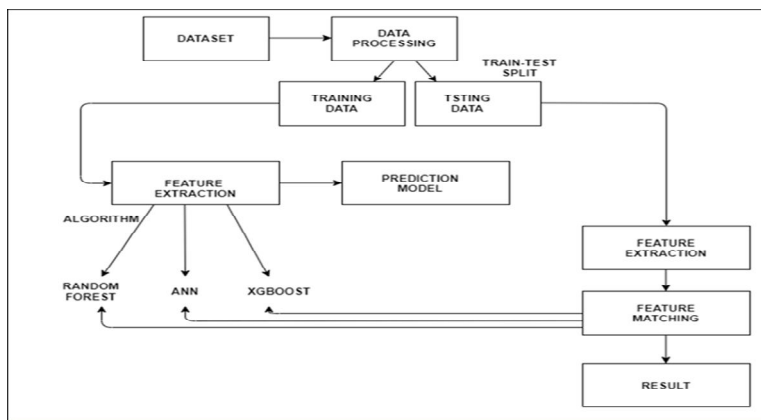 DATASET
DATA
PROCESSING
TRAIN-TEST
SPLIT
TRAINING
DATA
TSTING
DATA
FEATURE
EXTRACTION
PREDICTION
MODEL
ALGORITHM
FEATURE
EXTRACTION
RANDOM
FOREST
ANN
XGBOOST
FEATURE
MATCHING
RESULT